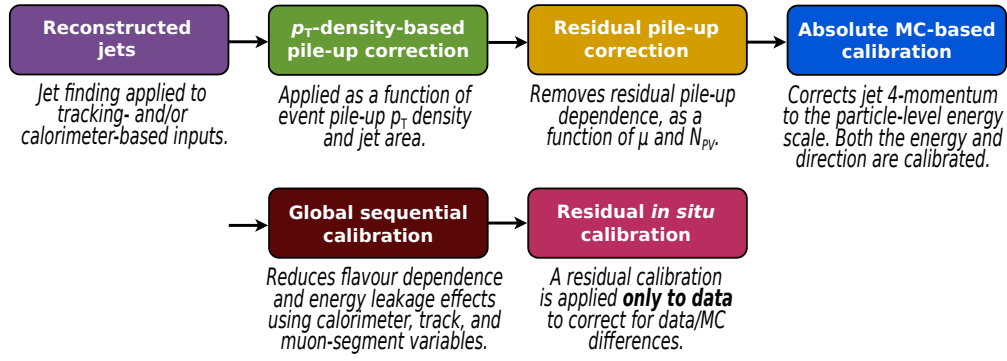 Reconstructed
jets
Jet finding applied to
tracking- and/or
calorimeter-based inputs.
pT-density-based
pile-up correction
Applied as a function of
event pile-up pT density
and jet area.
Residual pile-up
correction
Removes residual pile-up
dependence, as a
function of μ and NPV.
Absolute MC-based
calibration
Corrects jet 4-momentum
to the particle-level energy
scale. Both the energy and
direction are calibrated.
Global sequential
calibration
Reduces flavour dependence
and energy leakage effects
using calorimeter, track, and
muon-segment variables.
Residual in situ
calibration
A residual calibration
is applied only to data
to correct for data/MC
differences.